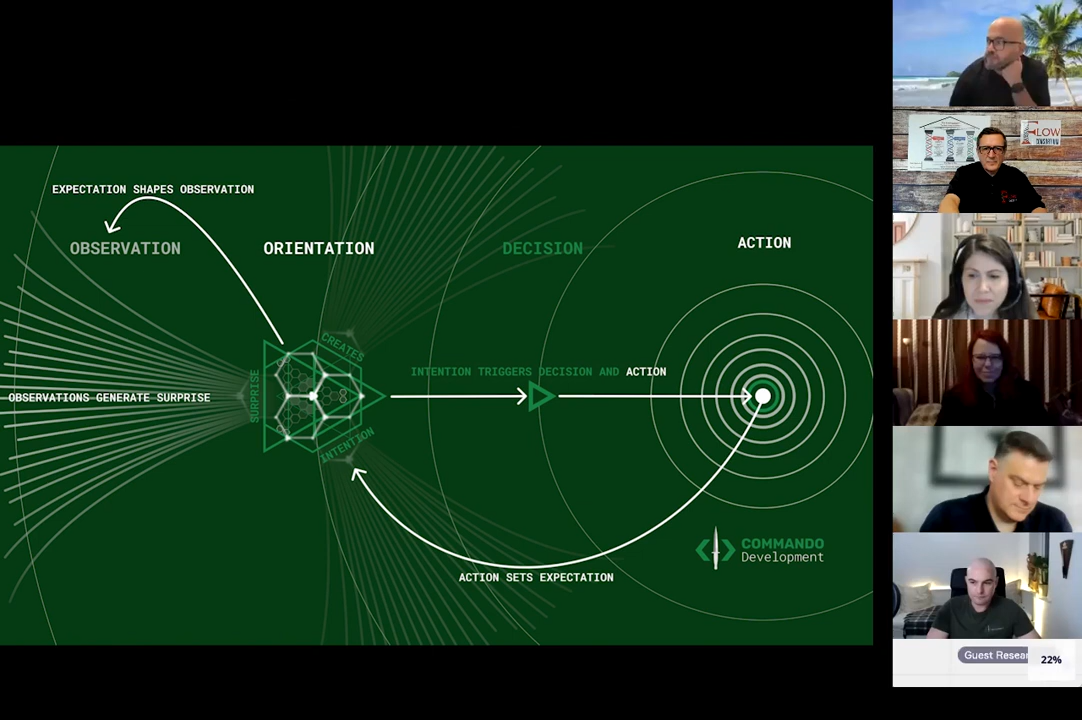 EXPECTATION SHAPES OBSERVATION
OBSERVATION
ORIENTATION
DECISION
ACTION
CREATES
INTENTION TRIGGERS DECISION AND ACTION
SURPRISE
OBSERVATIONS GENERATE SURPRISE
INTENTION
COMMANDO
Development
ACTION SETS EXPECTATION
FLOW
Guest Resear
22%